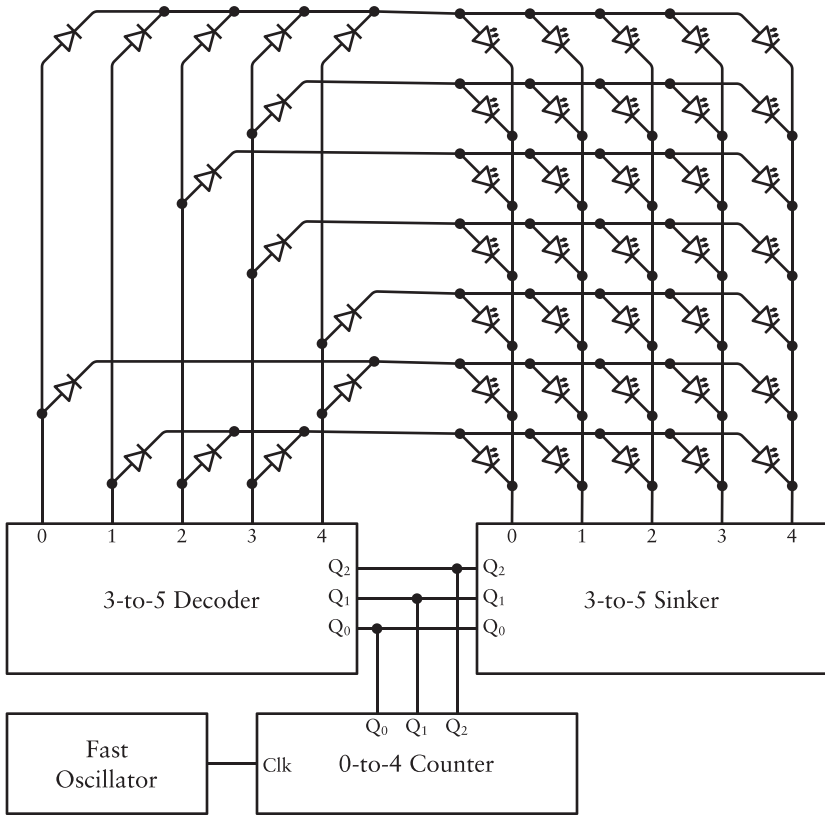 0 1 2 3 4 0 1 2 3 4
Q2 Q2
3-to-5 Decoder Q1 Q1 3-to-5 Sinker
Q0 Q0
Q0 Q1 Q2
Fast
Oscillator
Clk 0-to-4 Counter